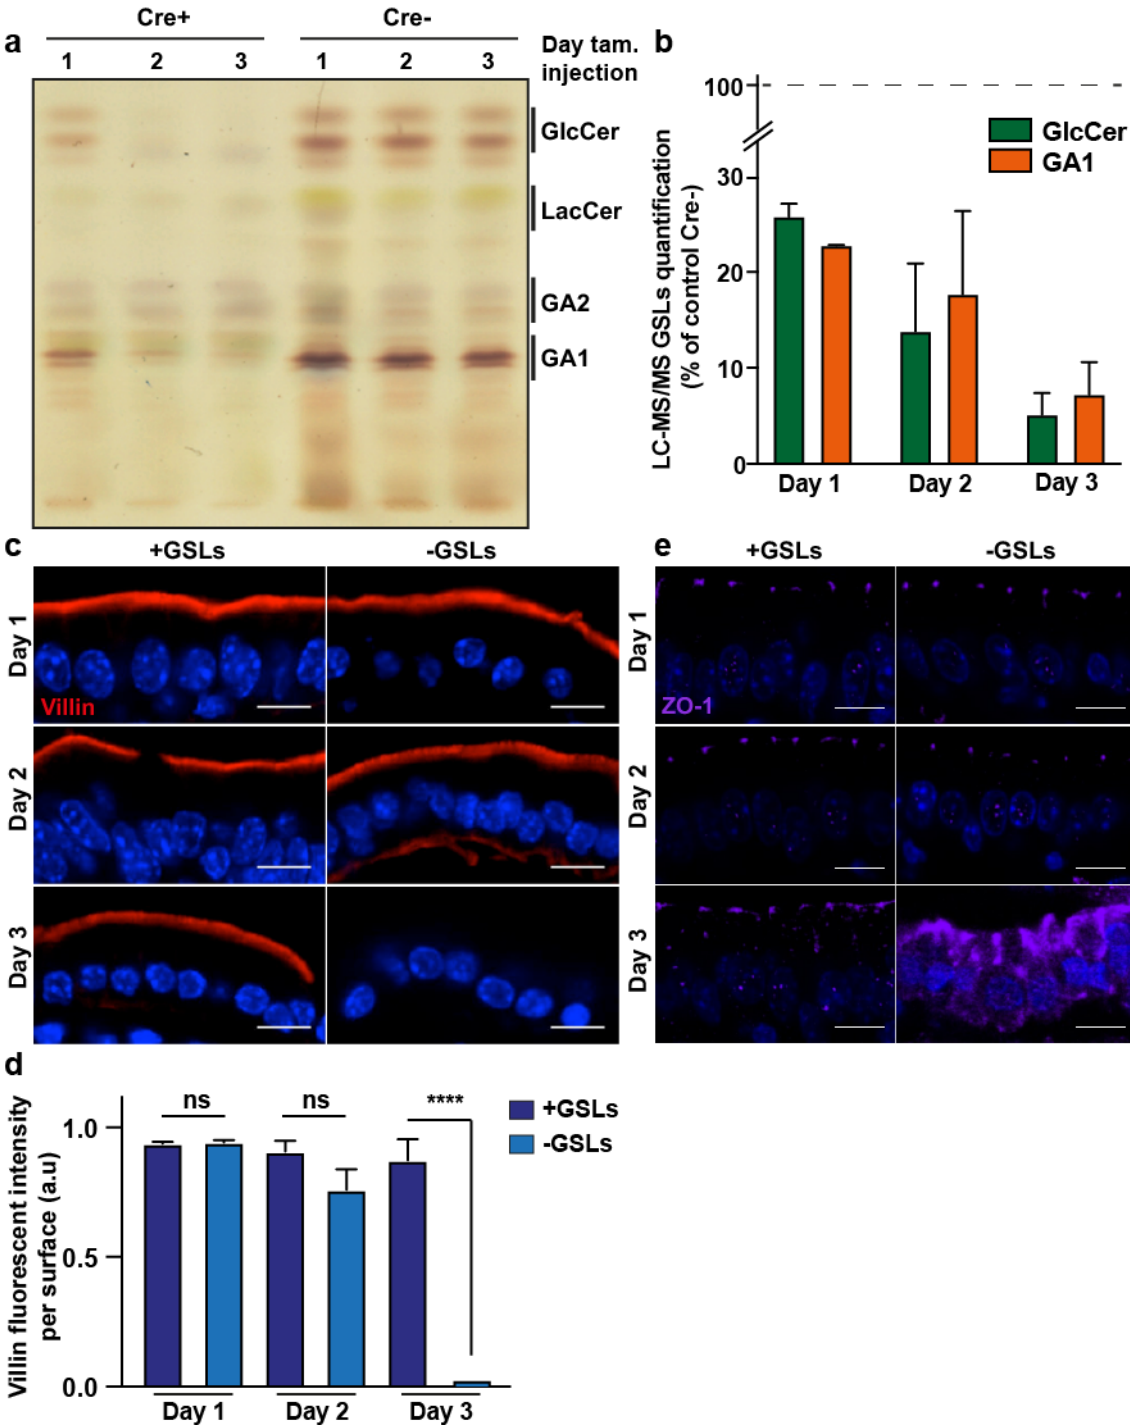 a
Cre+
Cre-
1
2
3
1
2
3
Day tam.
injection
GlcCer
LacCer
GA2
GA1
b
LC-MS/MS GSLs quantification
(% of control Cre-)
100
30
20
10
0
GlcCer
GA1
Day 1
Day 2
Day 3
c
+GSLs
-GSLs
Day 1
Villin
Day 2
Day 3
e
+GSLs
-GSLs
Day 1
ZO-1
Day 2
Day 3
d
Villin fluorescent intensity
per surface (a.u)
1.0
0.5
0.0
ns
ns
****
+GSLs
-GSLs
Day 1
Day 2
Day 3